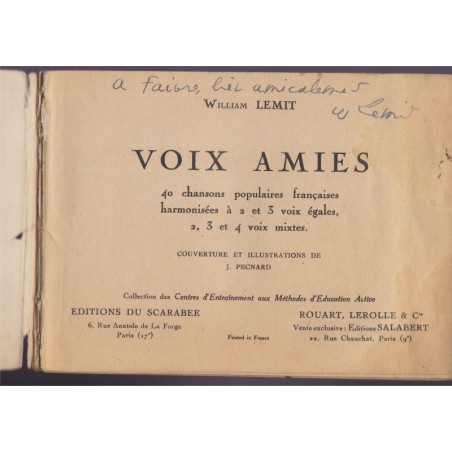 A Faivre, bien amicalement
W Lemit
WILLIAM LEMIT
VOIX AMIES
40 chansons populaires françaises
harmonisées à 2 et 3 voix égales,
2, 3 et 4 voix mixtes.
COUVERTURE ET ILLUSTRATIONS DE
J. PECNARD
Collection des Centres d'Entraînement aux Méthodes d'Education Active
EDITIONS DU SCARABEE
6, Rue Anatole de La Forge
Paris (17e)
Printed in France
ROUART, LEROLLE & Cie
Vente exclusive: Editions SALABERT
22, Rue Chauchat, Paris (9e)